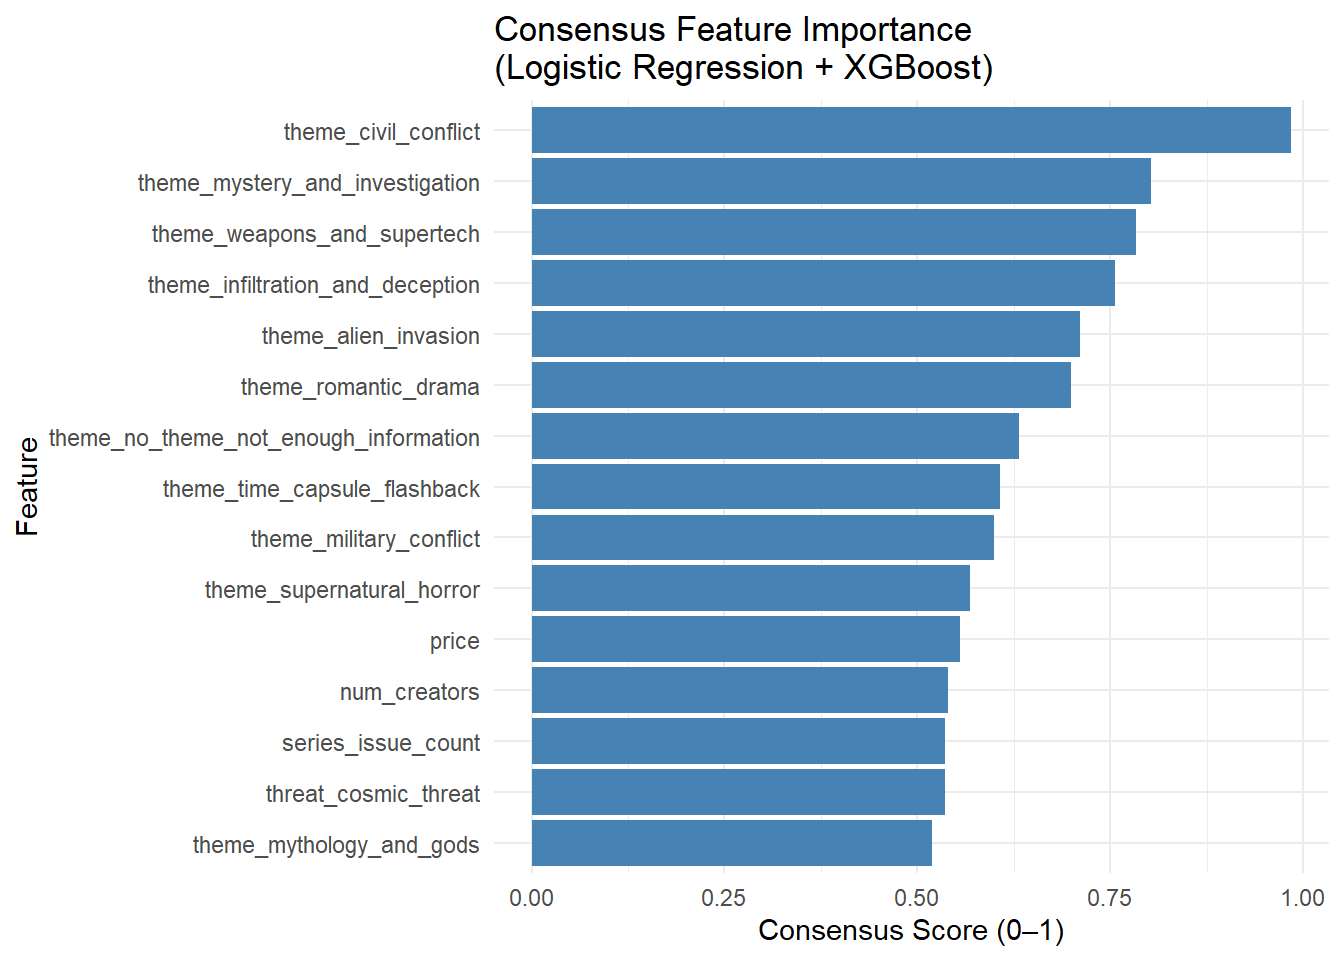 Consensus Feature Importance
(Logistic Regression + XGBoost)
theme_civil_conflict
theme_mystery_and_investigation
theme_weapons_and_supertech
theme_infiltration_and_deception
theme_alien_invasion
theme_romantic_drama
theme_no_theme_not_enough_information
theme_time_capsule_flashback
theme_military_conflict
theme_supernatural_horror
price
num_creators
series_issue_count
threat_cosmic_threat
theme_mythology_and_gods
Feature
0.00 0.25 0.50 0.75 1.00
Consensus Score (0–1)